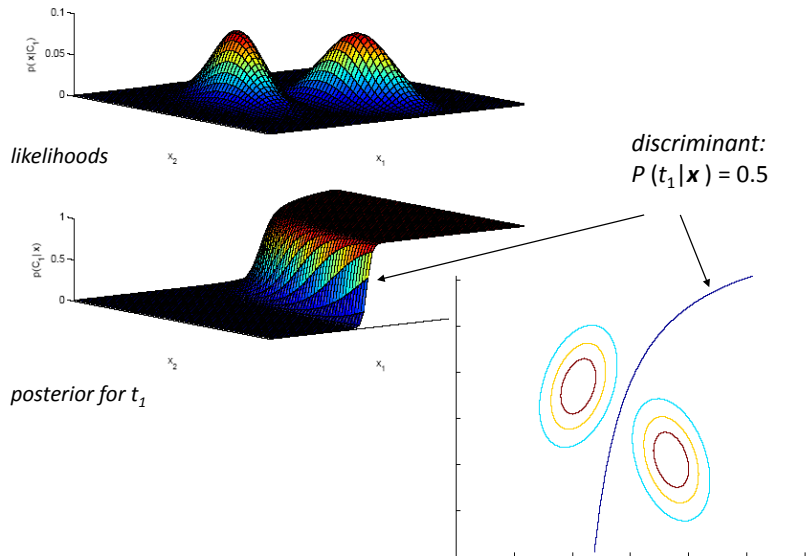 0.1
0.05
0
p(x|C₁)
likelihoods
x₂
x₁
discriminant:
P (t₁|x ) = 0.5
1
0.5
0
p(C₁|x)
x₂
x₁
posterior for t₁